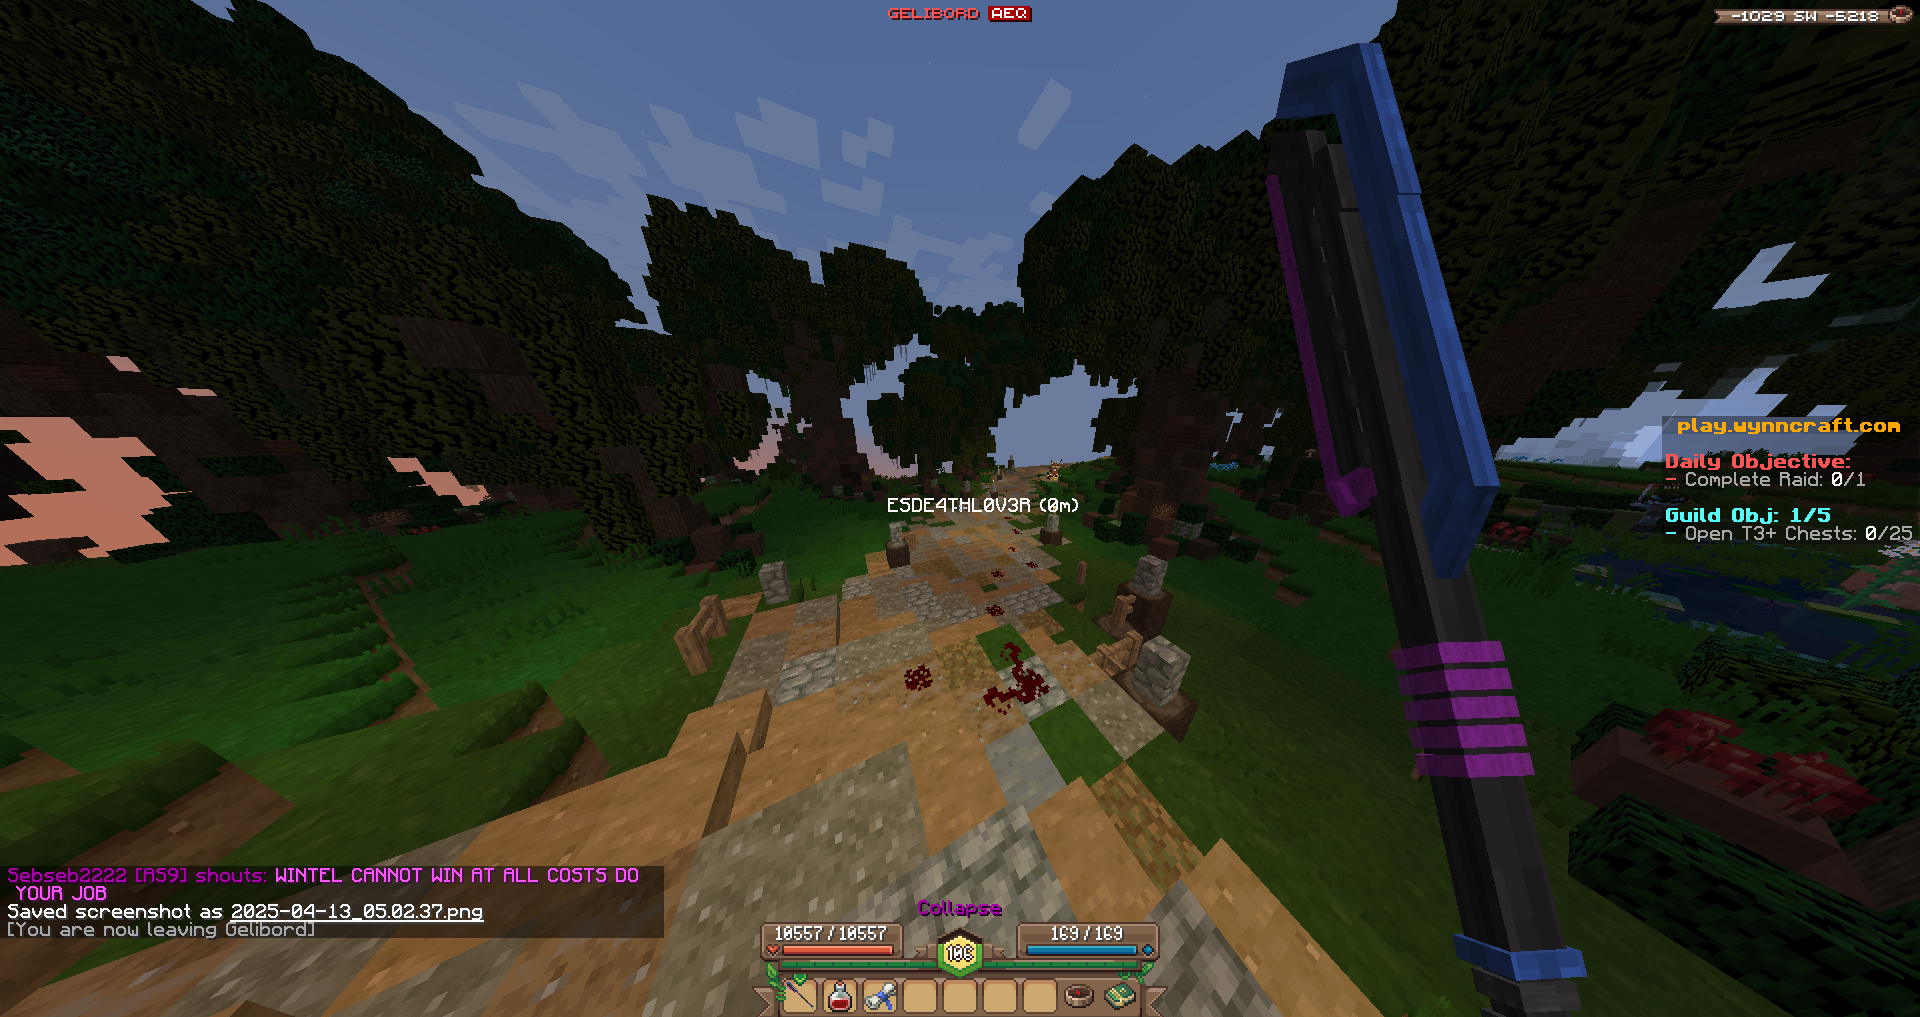 GELIBORD AEQ
-1029 SW -5218
play.wynncraft.com
Daily Objective:
- Complete Raid: 0/1
Guild Obj: 1/5
- Open T3+ Chests: 0/25
ESDE4THL0V3R (0m)
Sebseb2222 [RS9] shouts: WINTEL CANNOT WIN AT ALL COSTS DO
YOUR JOB
Saved screenshot as 2025-04-13_05.02.37.png
[You are now leaving Gelibord]
Collapse
10557/10557
169/169
106